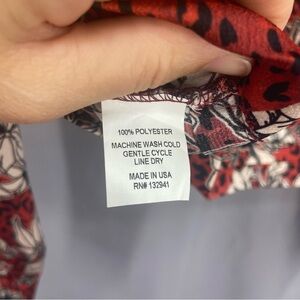 100% POLYESTER
MACHINE WASH COLD
GENTLE CYCLE
LINE DRY
MADE IN USA
RN# 132941